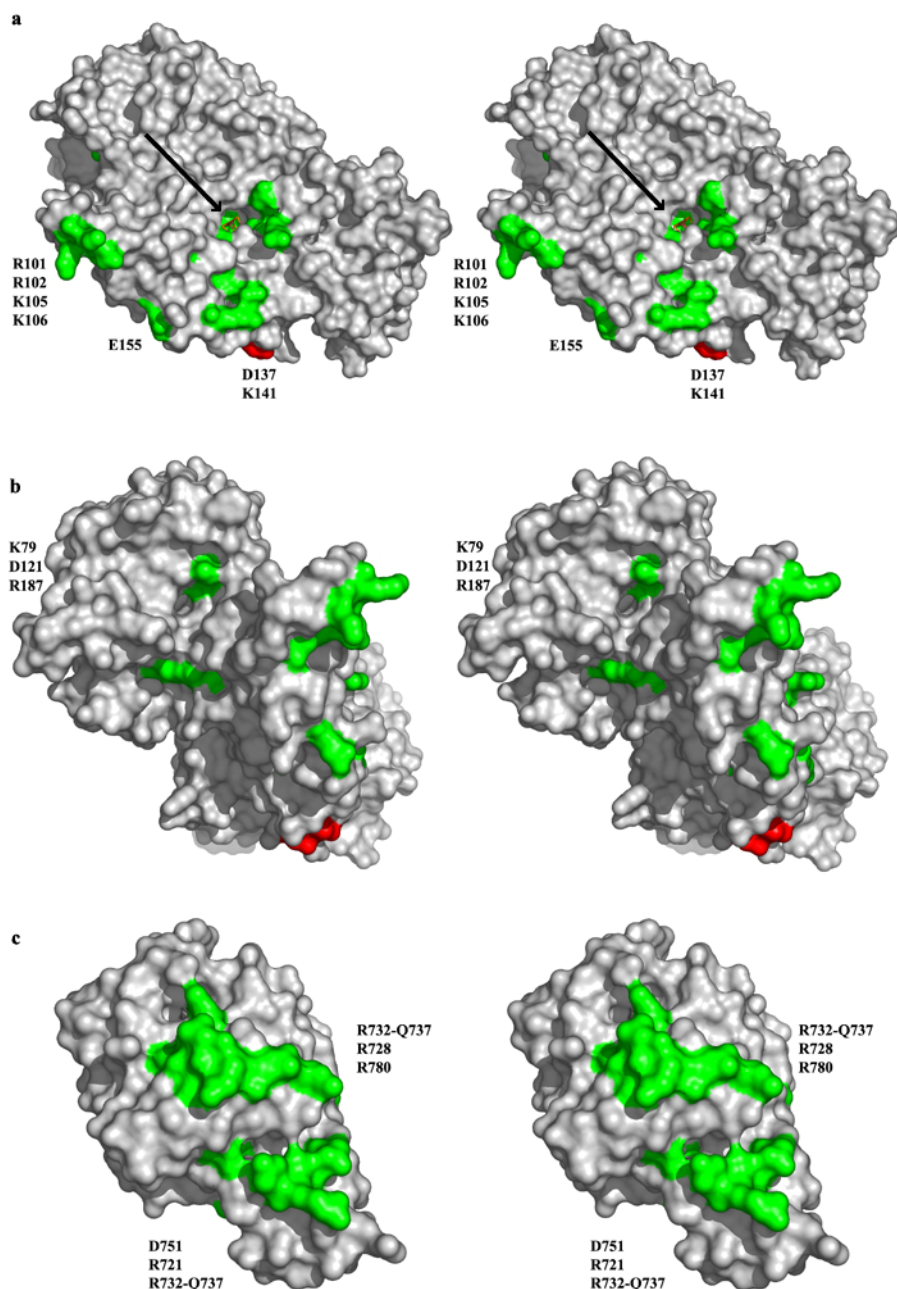 a
R101
R102
K105
K106
E155
D137
K141
R101
R102
K105
K106
E155
D137
K141
b
K79
D121
R187
K79
D121
R187
c
R732-Q737
R728
R780
R732-Q737
R728
R780
D751
R721
R732-Q737
D751
R721
R732-Q737